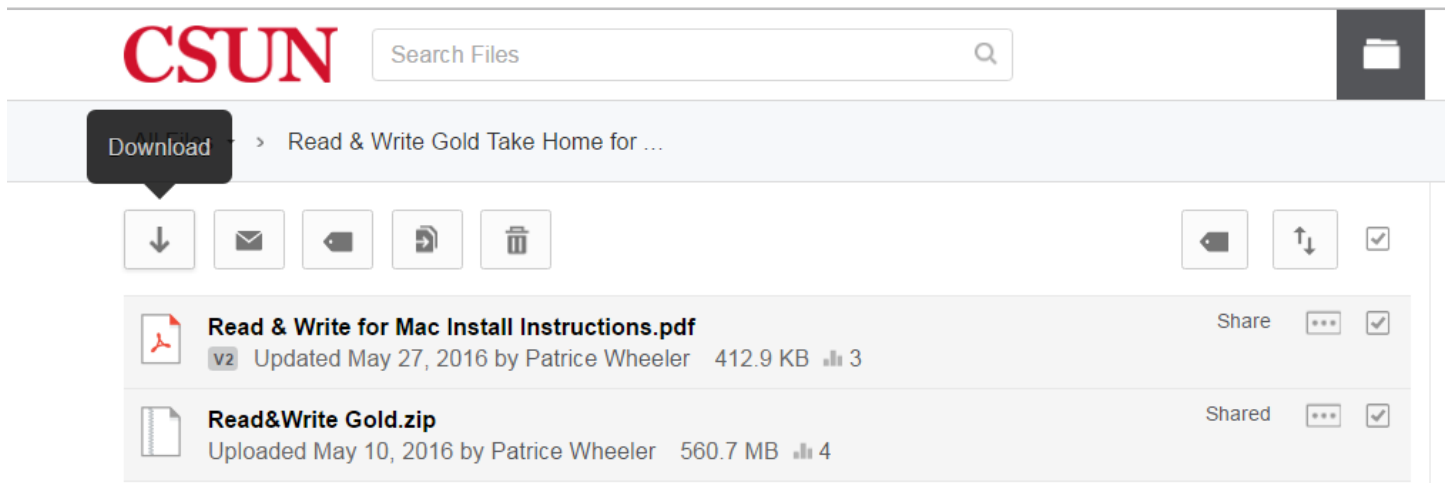 CSUN
Search Files
Download
All Files > Read & Write Gold Take Home for ...
Read & Write for Mac Install Instructions.pdf
Share
V2 Updated May 27, 2016 by Patrice Wheeler 412.9 KB 3
Read&Write Gold.zip
Shared
Uploaded May 10, 2016 by Patrice Wheeler 560.7 MB 4